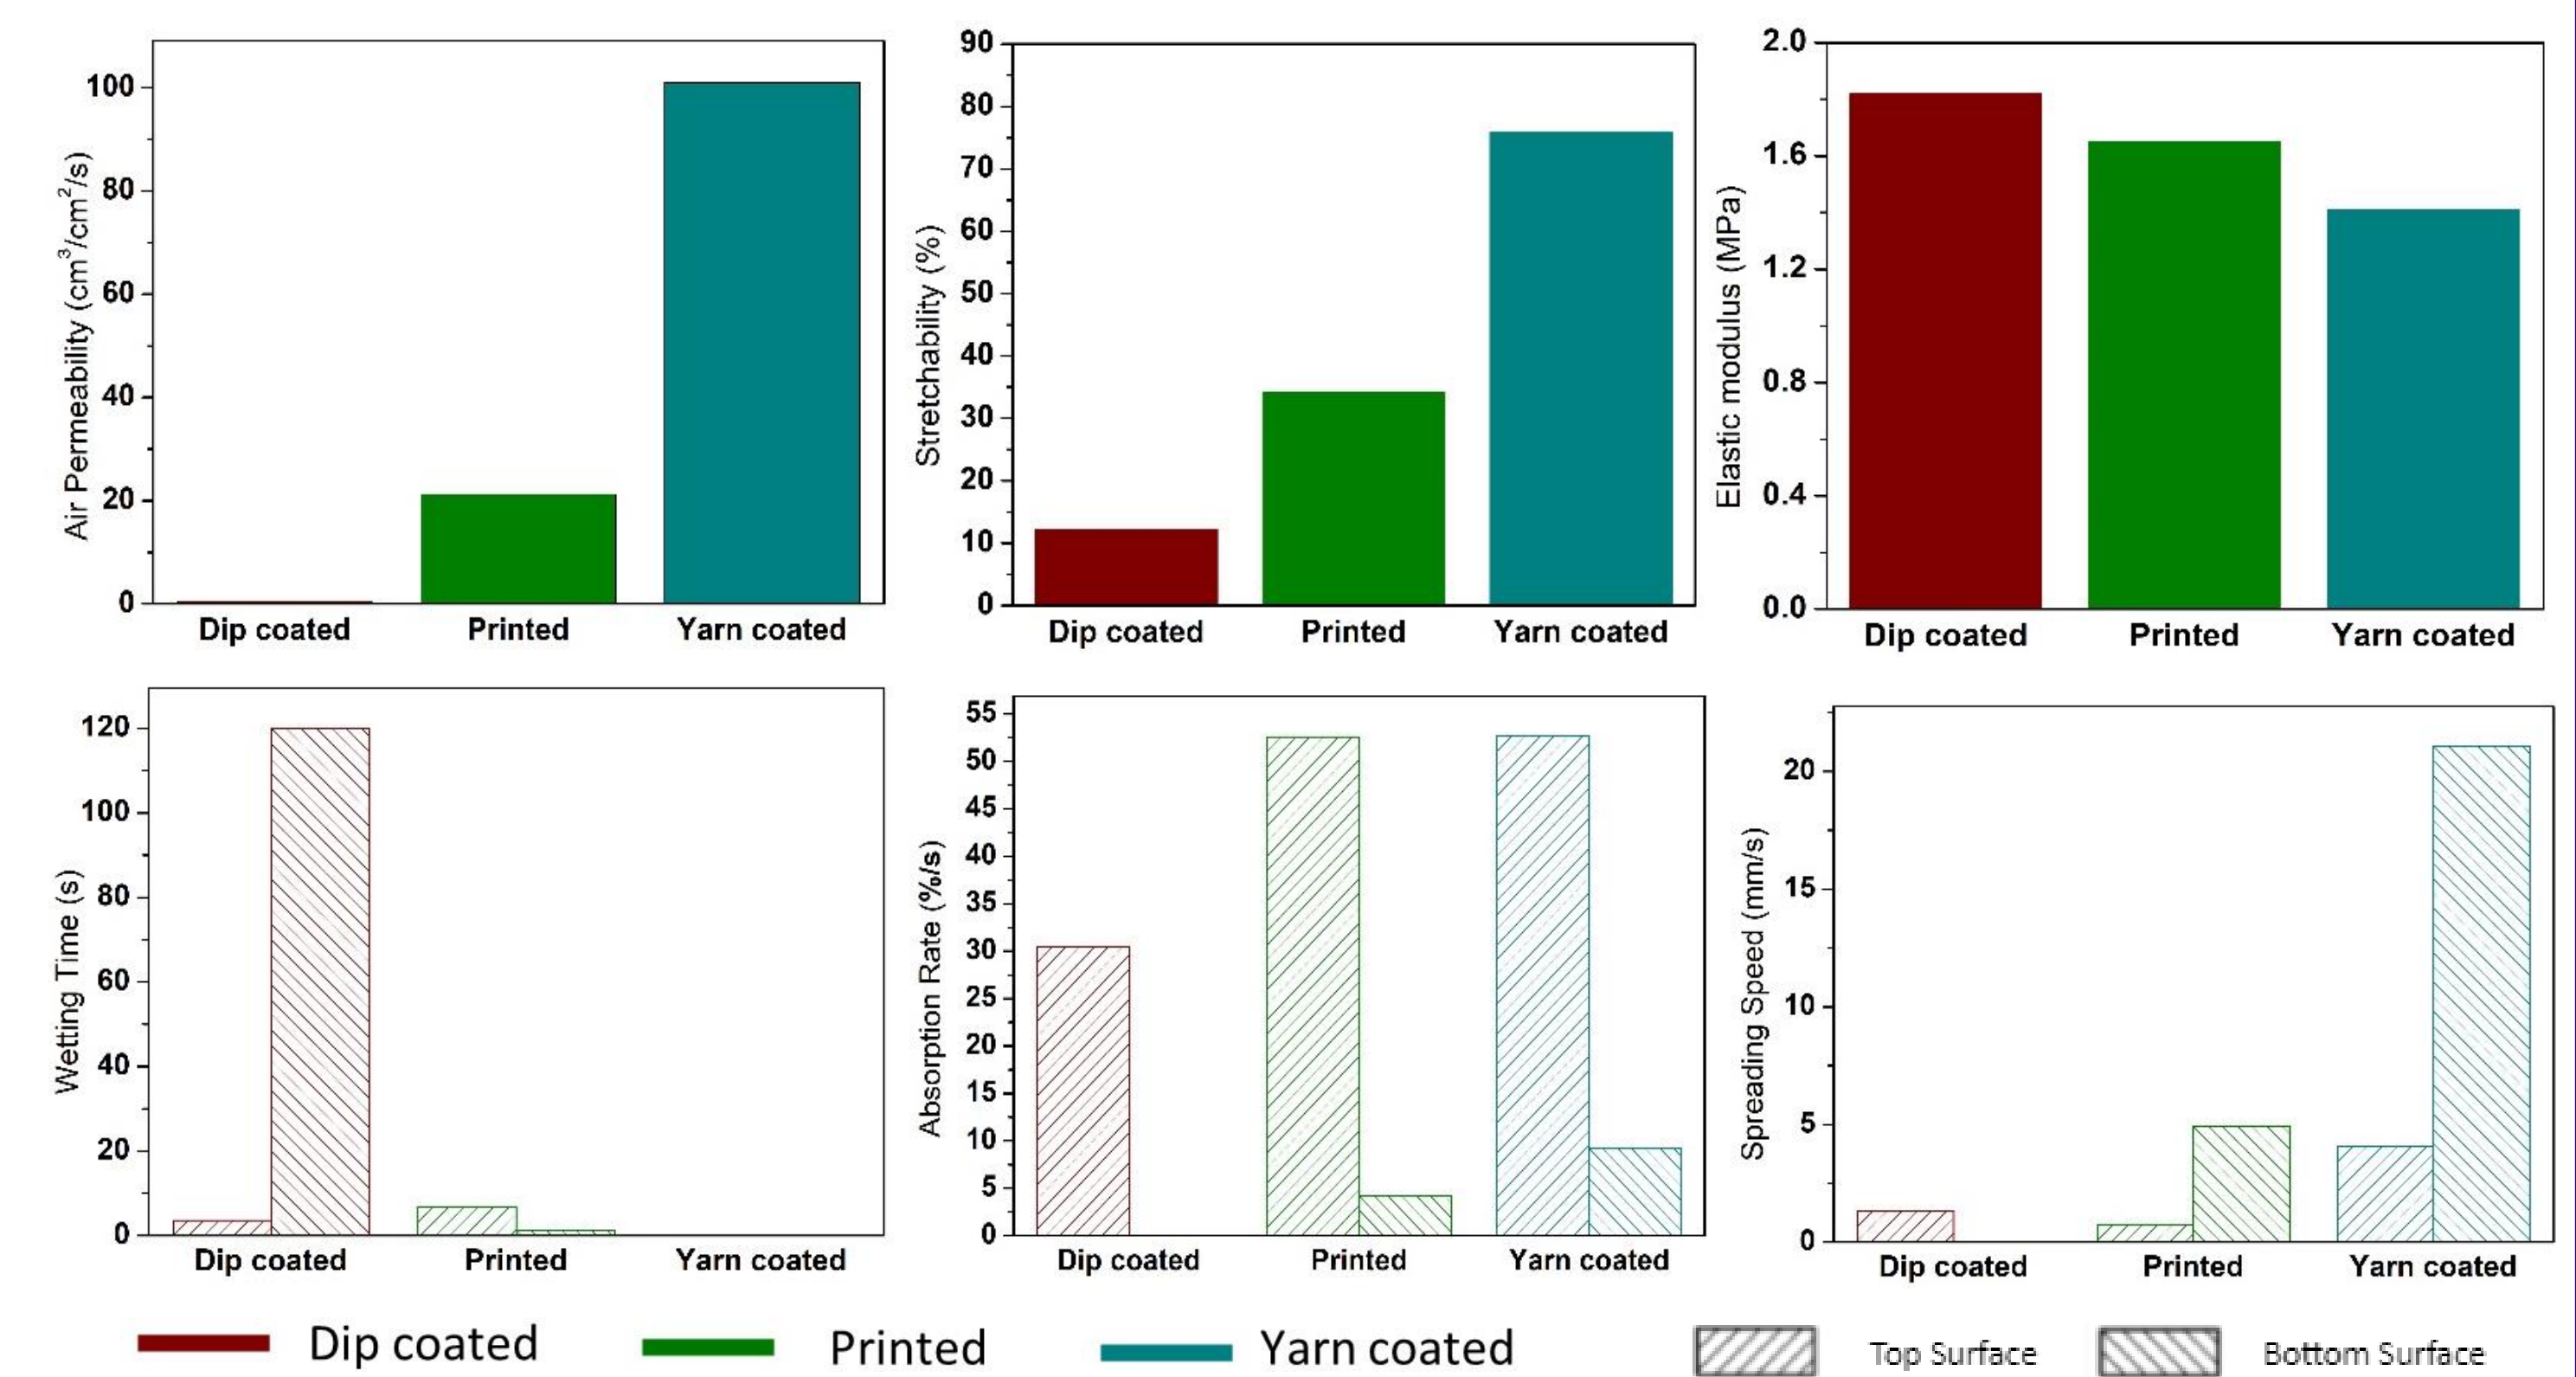 Air Permeability (cm³/cm²/s)
100
80
60
40
20
0
Dip coated
Printed
Yarn coated
Stretchability (%)
90
80
70
60
50
40
30
20
10
0
Dip coated
Printed
Yarn coated
Elastic modulus (MPa)
2.0
1.6
1.2
0.8
0.4
0.0
Dip coated
Printed
Yarn coated
Wetting Time (s)
120
100
80
60
40
20
0
Dip coated
Printed
Yarn coated
Absorption Rate (%/s)
55
50
45
40
35
30
25
20
15
10
5
0
Dip coated
Printed
Yarn coated
Spreading Speed (mm/s)
20
15
10
5
0
Dip coated
Printed
Yarn coated
Dip coated
Printed
Yarn coated
Top Surface
Bottom Surface